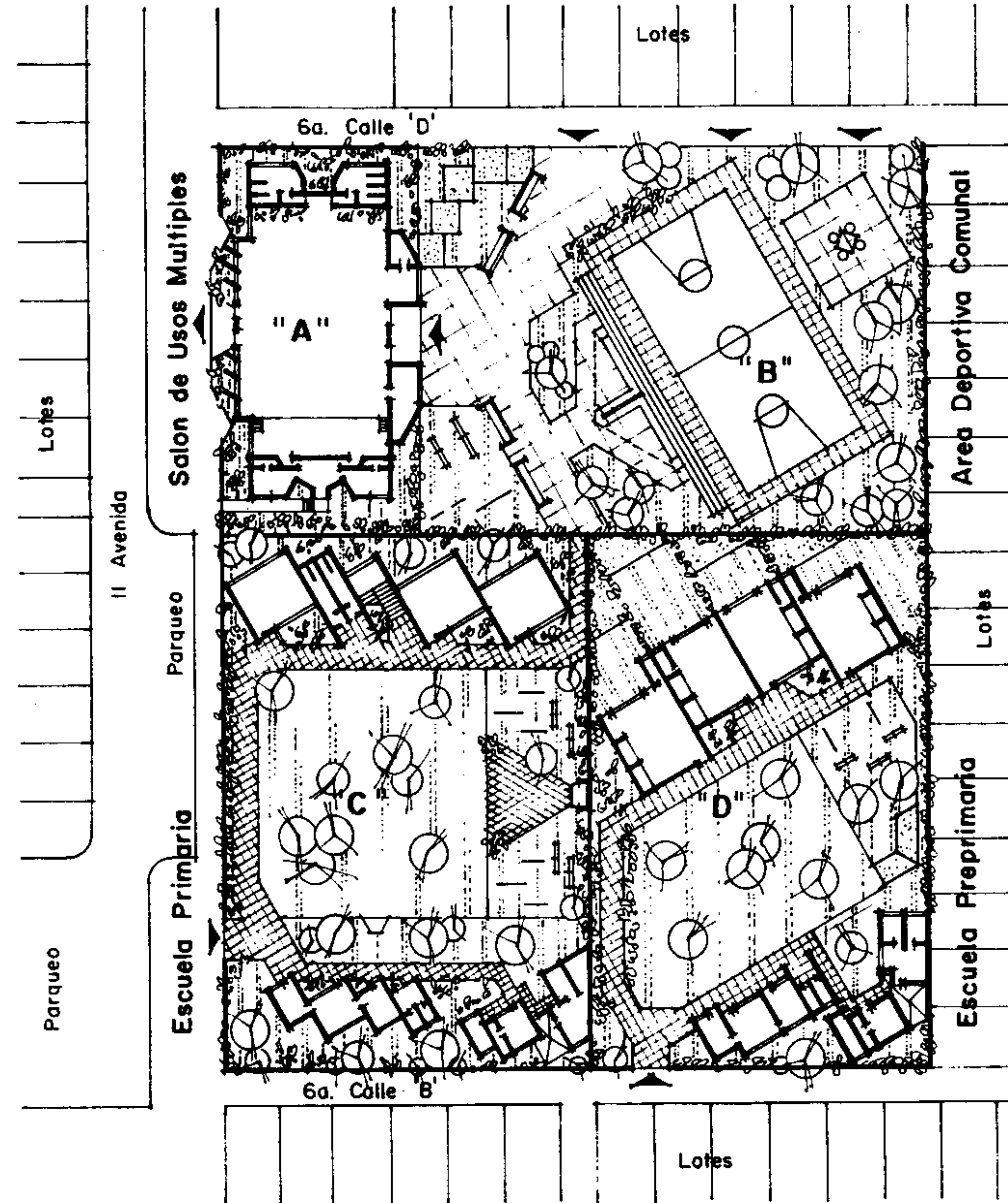 Lotes
6a. Calle 'D'
Salon de Usos Multiples
"A"
"B"
Area Deportiva Comunal
Lotes
11 Avenida
Parqueo
Lotes
"C"
"D"
Escuela Primaria
Escuela Preprimaria
Parqueo
6a. Calle 'B'
Lotes